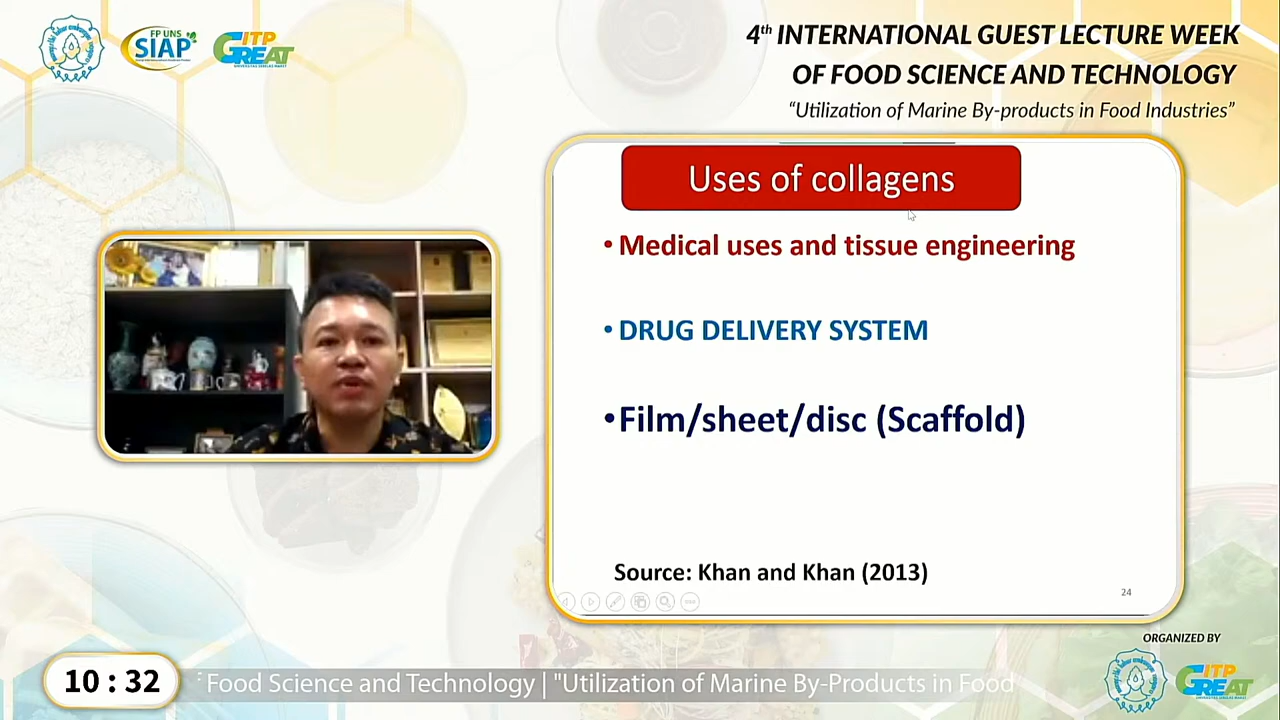 FP UNS
SIAP
ITP
GREAT
4th INTERNATIONAL GUEST LECTURE WEEK
OF FOOD SCIENCE AND TECHNOLOGY
“Utilization of Marine By-products in Food Industries”
Uses of collagens
•Medical uses and tissue engineering
•DRUG DELIVERY SYSTEM
•Film/sheet/disc (Scaffold)
Source: Khan and Khan (2013)
24
ORGANIZED BY
ITP
GREAT
10 : 32
Food Science and Technology | "Utilization of Marine By-Products in Food